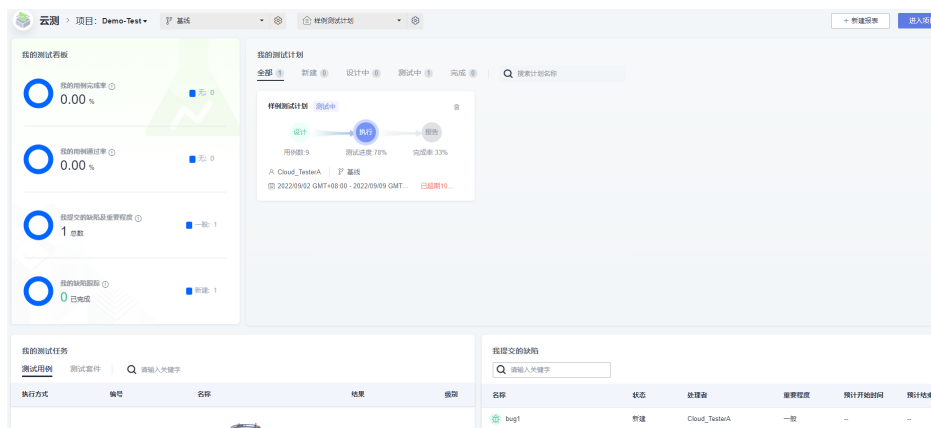 云测 > 项目: Demo-Test
基线
样例测试计划
+ 新建报表
进入项
我的测试看板
我的用例完成率
0.00 %
无: 0
我的用例通过率
0.00 %
无: 0
我提交的缺陷及重要程度
1 总数
一般: 1
我的缺陷跟踪
0 已完成
新建: 1
我的测试计划
全部 1 新建 0 设计中 0 测试中 1 完成 0 搜索计划名称
样例测试计划 测试中
设计 执行 报告
用例数:9 测试进度:78% 完成率:33%
Cloud_TesterA 基线
2022/09/02 GMT+08:00 - 2022/09/09 GMT... 已超期10...
我的测试任务
测试用例 测试套件 请输入关键字
执行方式 编号 名称 结果 级别
我提交的缺陷
请输入关键字
名称 状态 处理者 重要程度 预计开始时间 预计结束
bug1 新建 Cloud_TesterA 一般 -- --